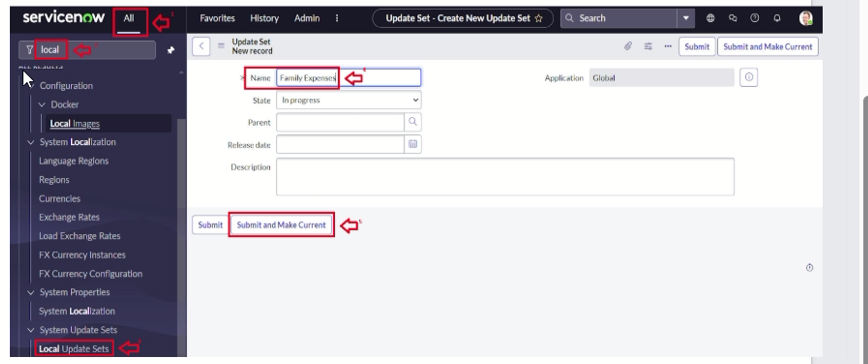 servicenow All Favorites History Admin Update Set - Create New Update Set Search
local
Update Set
New record
Submit Submit and Make Current
Configuration
Docker
Local Images
System Localization
Language Regions
Regions
Currencies
Exchange Rates
Load Exchange Rates
FX Currency Instances
FX Currency Configuration
System Properties
System Localization
System Update Sets
Local Update Sets
Name Family Expenses
Application Global
State In progress
Parent
Release date
Description
Submit Submit and Make Current